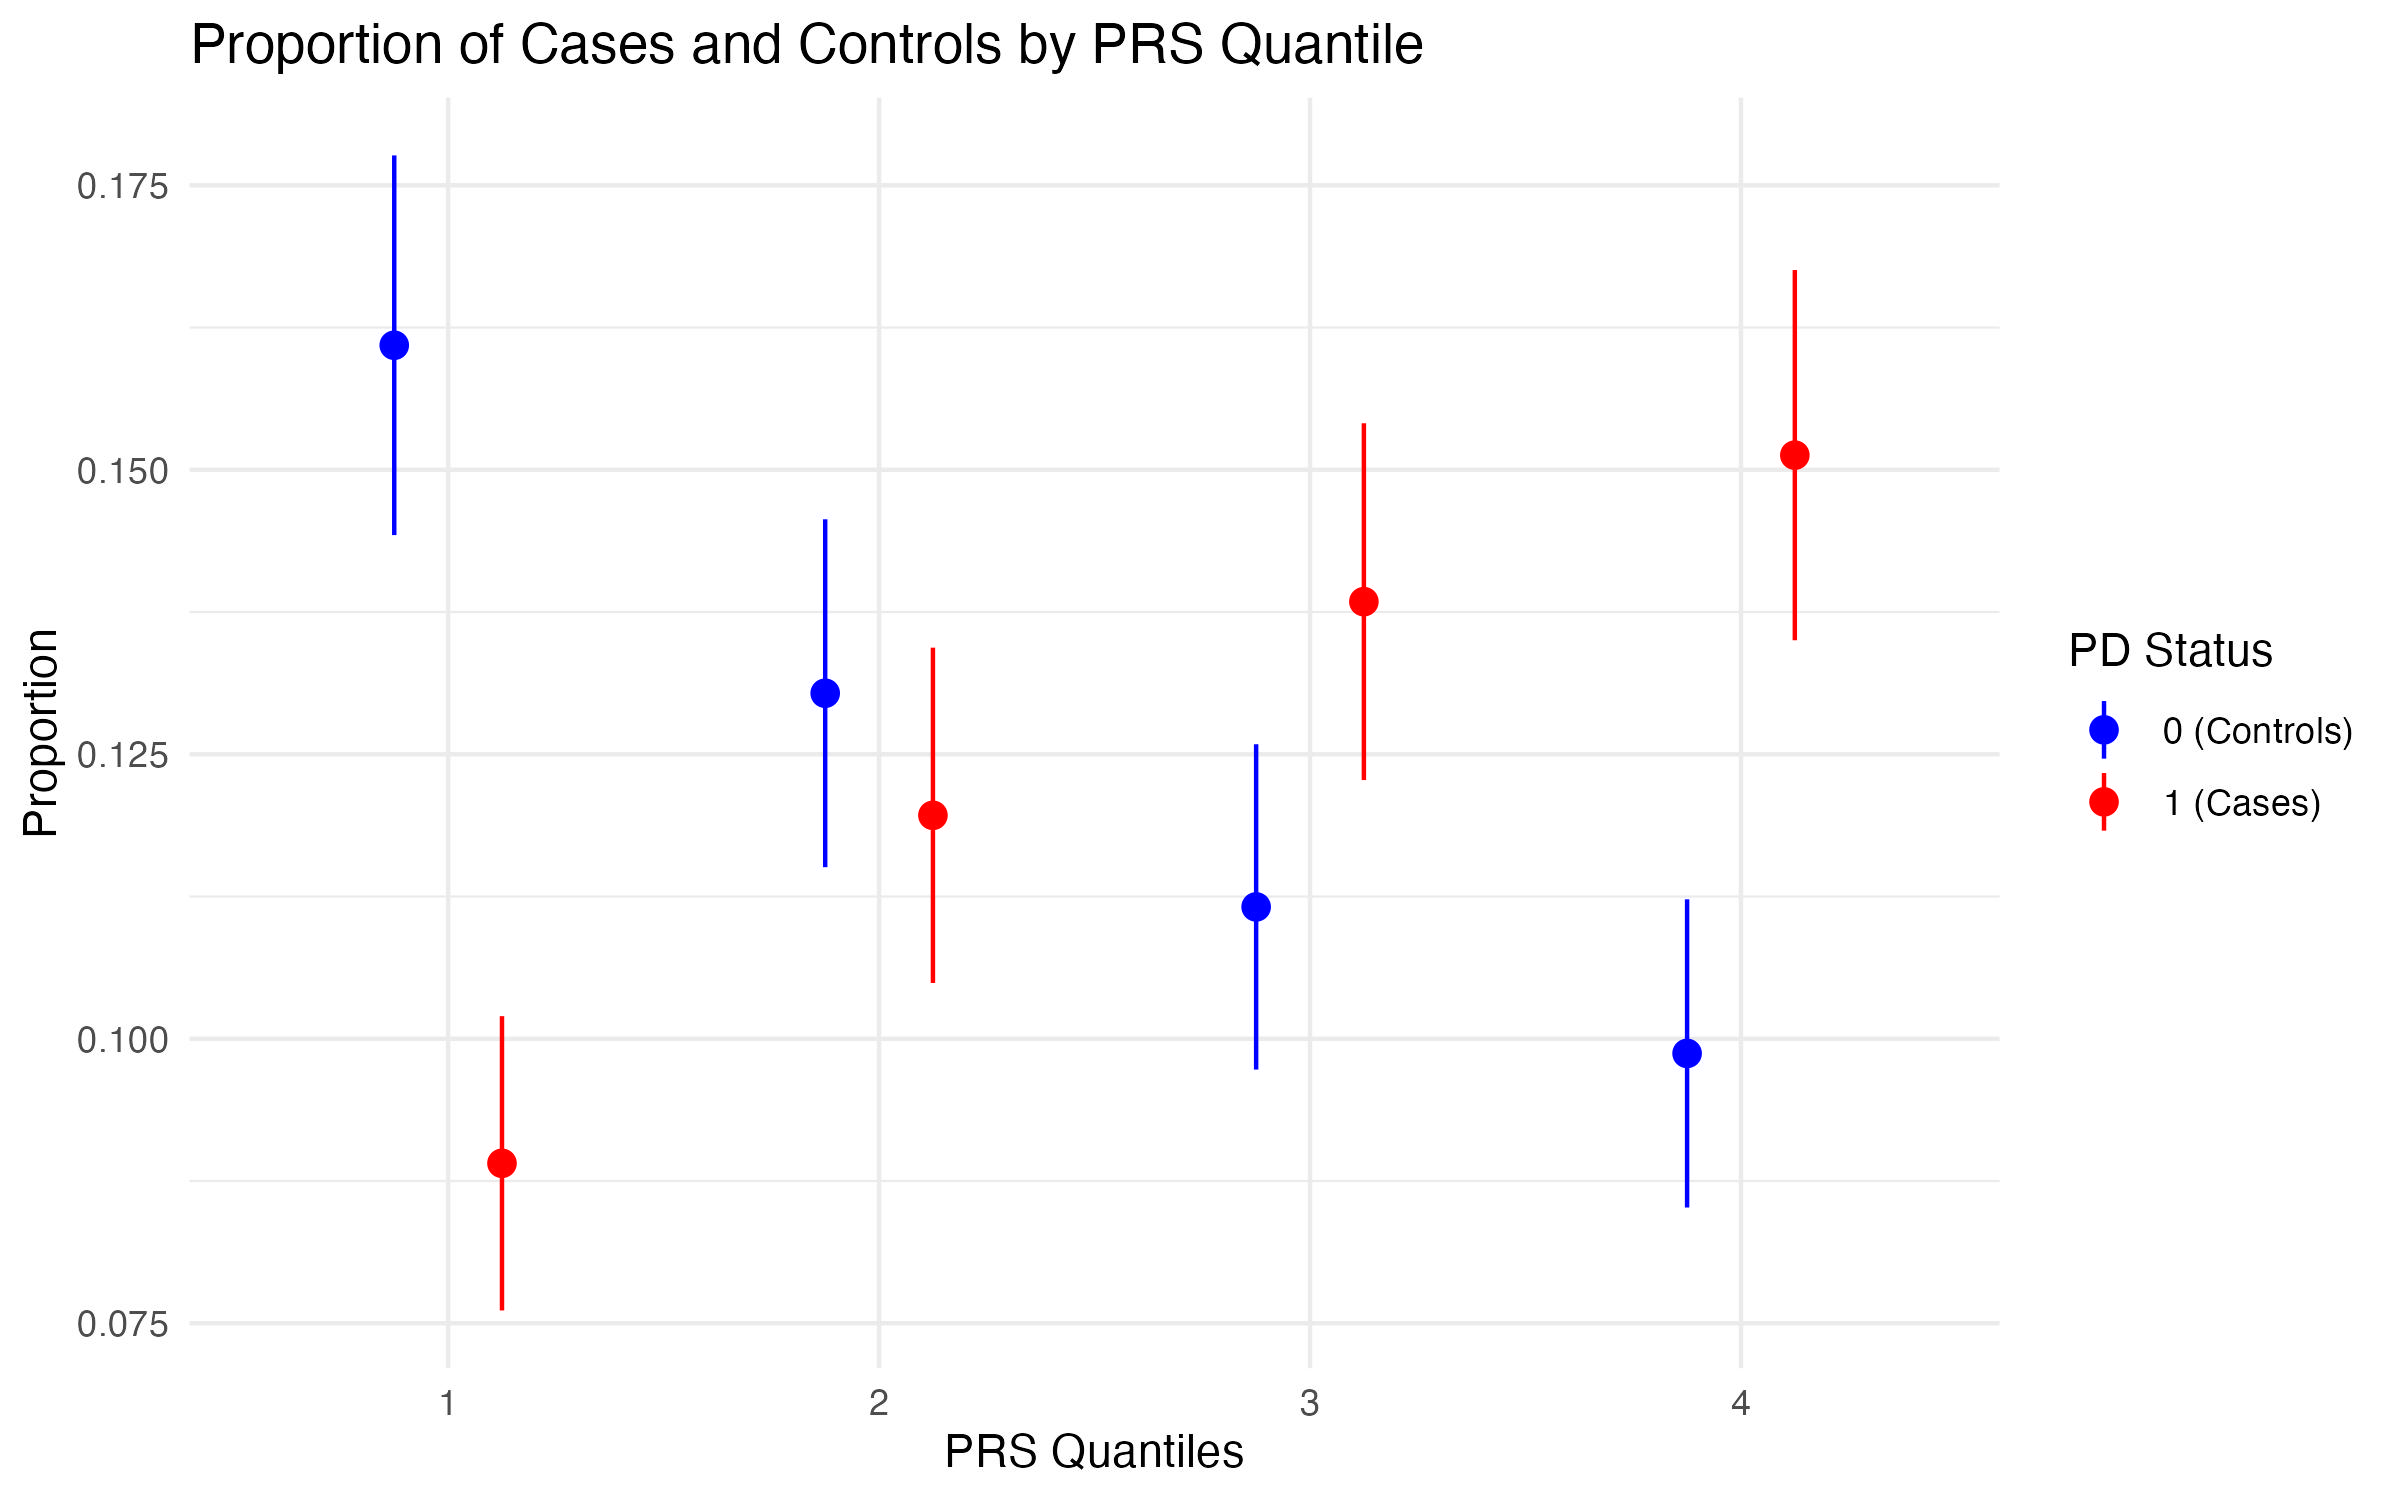 Proportion of Cases and Controls by PRS Quantile
0.175
0.150
0.125
0.100
0.075
Proportion
1 2 3 4
PRS Quantiles
PD Status
0 (Controls)
1 (Cases)